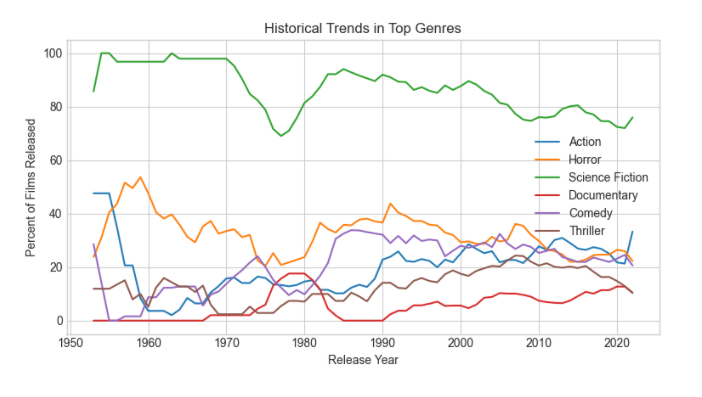 Historical Trends in Top Genres
Percent of Films Released
100
80
60
40
20
0
Action
Horror
Science Fiction
Documentary
Comedy
Thriller
1950 1960 1970 1980 1990 2000 2010 2020
Release Year